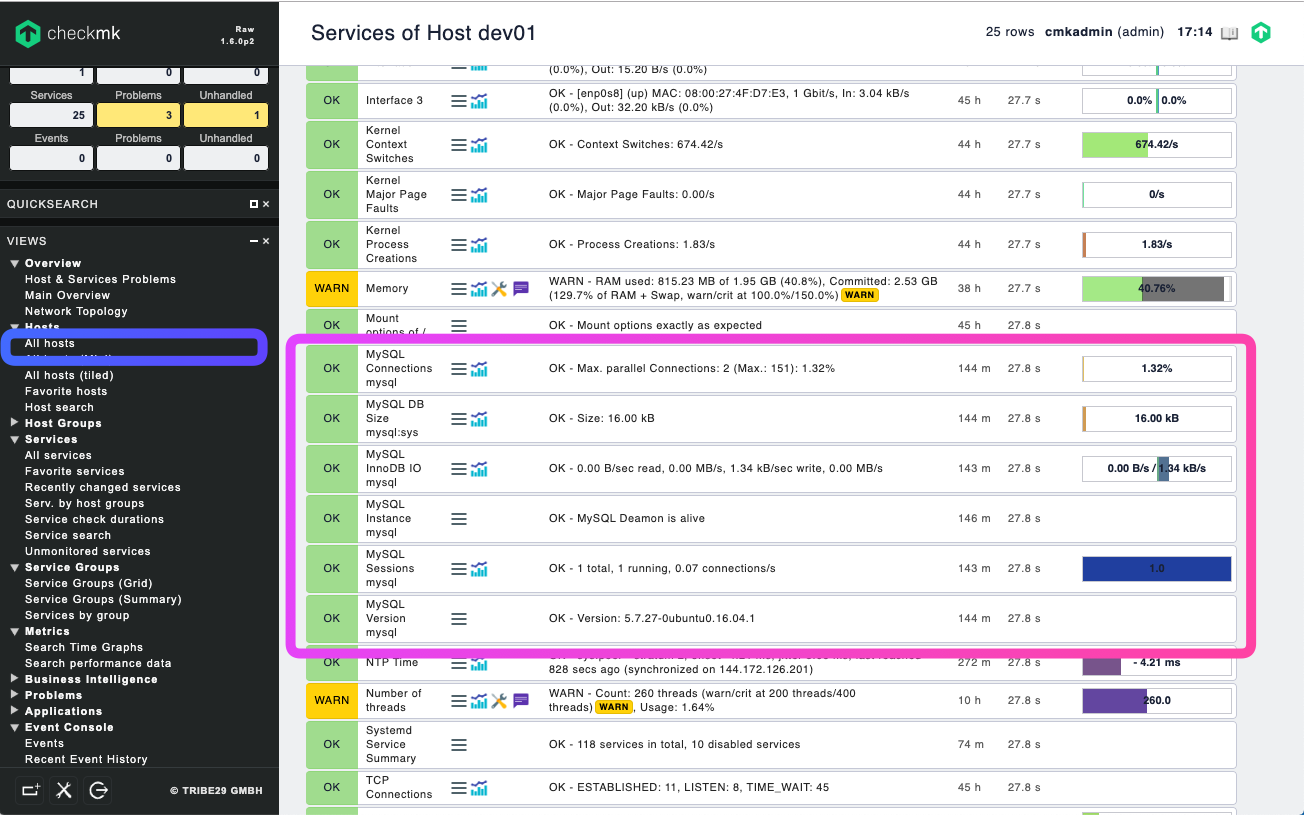 checkmk
Raw
1.6.0p2
Services of Host dev01
25 rows cmkadmin (admin) 17:14
1 0 0
Services Problems Unhandled
25 3 1
Events Problems Unhandled
0 0 0
QUICKSEARCH
VIEWS
Overview
Host & Services Problems
Main Overview
Network Topology
Hosts
All hosts
All hosts (tiled)
Favorite hosts
Host search
Host Groups
Services
All services
Favorite services
Recently changed services
Serv. by host groups
Service check durations
Service search
Unmonitored services
Service Groups
Service Groups (Grid)
Service Groups (Summary)
Services by group
Metrics
Search Time Graphs
Search performance data
Business Intelligence
Problems
Applications
Event Console
Events
Recent Event History
© TRIBE29 GMBH
(0.0%), Out: 15.20 B/s (0.0%)
OK Interface 3 OK - [enp0s8] (up) MAC: 08:00:27:4F:D7:E3, 1 Gbit/s, In: 3.04 kB/s 45 h 27.7 s 0.0% 0.0%
(0.0%), Out: 32.20 kB/s (0.0%)
Kernel
OK Context OK - Context Switches: 674.42/s 44 h 27.7 s 674.42/s
Switches
Kernel
OK Major Page OK - Major Page Faults: 0.00/s 44 h 27.7 s 0/s
Faults
Kernel
OK Process OK - Process Creations: 1.83/s 44 h 27.7 s 1.83/s
Creations
WARN Memory WARN - RAM used: 815.23 MB of 1.95 GB (40.8%), Committed: 2.53 GB 38 h 27.7 s 40.76%
(129.7% of RAM + Swap, warn/crit at 100.0%/150.0%) WARN
Mount
OK options of / OK - Mount options exactly as expected 45 h 27.8 s
MySQL
OK Connections OK - Max. parallel Connections: 2 (Max.: 151): 1.32% 144 m 27.8 s 1.32%
mysql
MySQL DB
OK Size OK - Size: 16.00 kB 144 m 27.8 s 16.00 kB
mysql:sys
MySQL
OK InnoDB IO OK - 0.00 B/sec read, 0.00 MB/s, 1.34 kB/sec write, 0.00 MB/s 143 m 27.8 s 0.00 B/s / 1.34 kB/s
mysql
MySQL
OK Instance OK - MySQL Deamon is alive 146 m 27.8 s
mysql
MySQL
OK Sessions OK - 1 total, 1 running, 0.07 connections/s 143 m 27.8 s 1.0
mysql
MySQL
OK Version OK - Version: 5.7.27-0ubuntu0.16.04.1 144 m 27.8 s
mysql
OK NTP Time 272 m 27.8 s - 4.21 ms
828 secs ago (synchronized on 144.172.126.201)
WARN Number of WARN - Count: 260 threads (warn/crit at 200 threads/400 10 h 27.8 s 260.0
threads threads) WARN, Usage: 1.64%
Systemd
OK Service OK - 118 services in total, 10 disabled services 74 m 27.8 s
Summary
OK TCP OK - ESTABLISHED: 11, LISTEN: 8, TIME_WAIT: 45 45 h 27.8 s
Connections